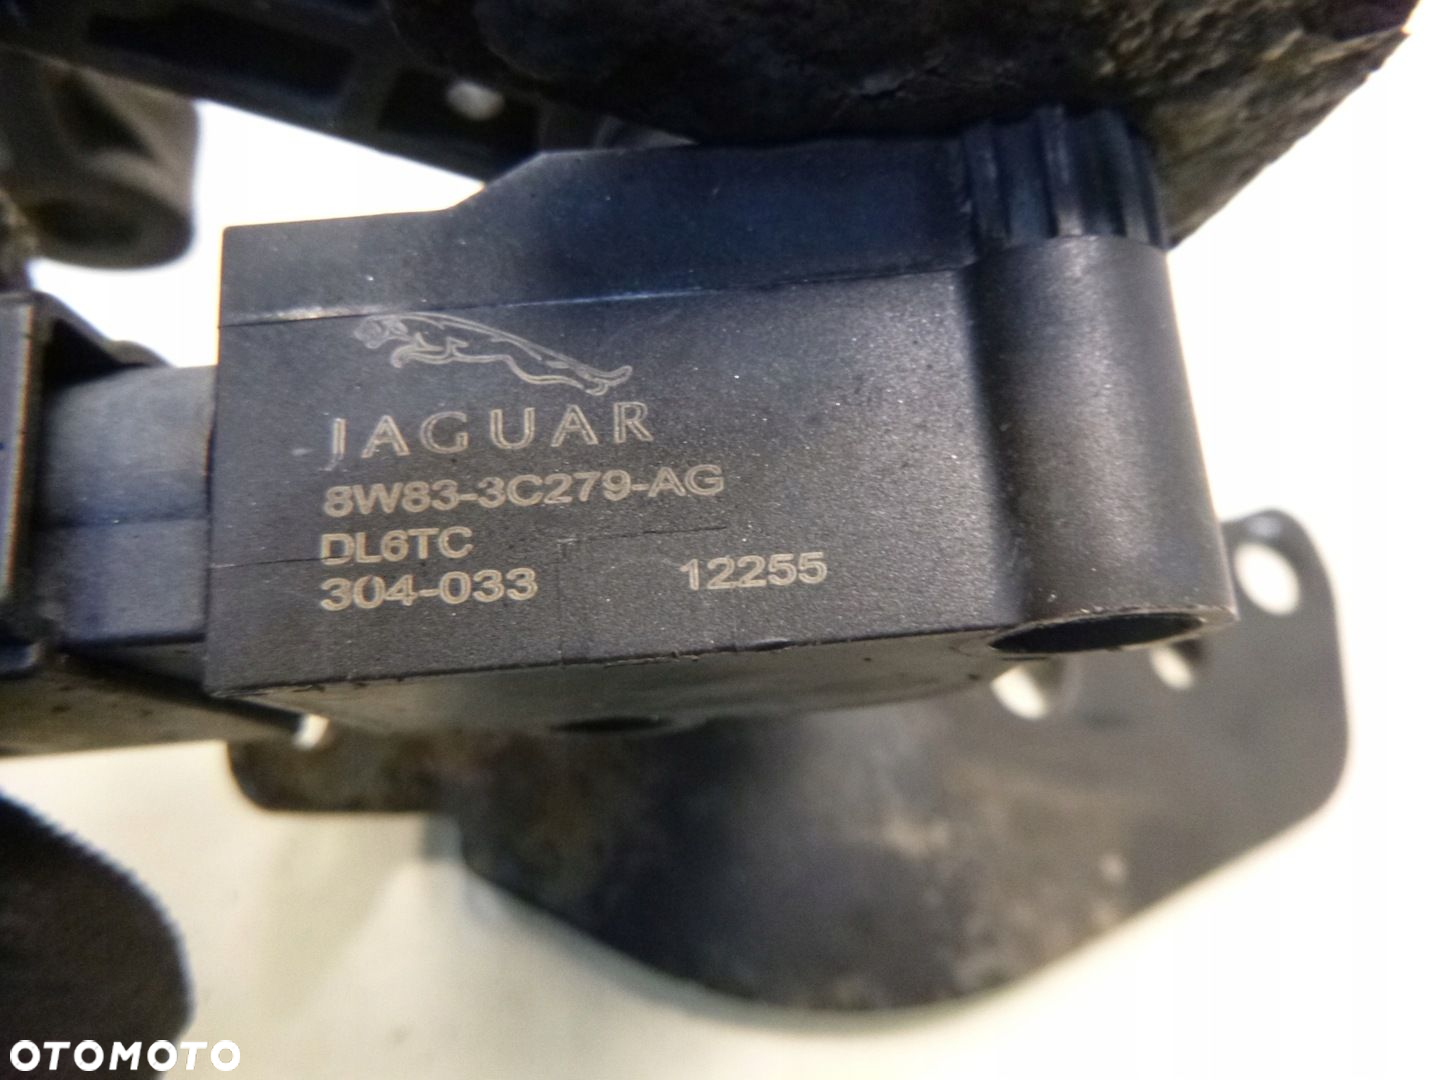 JAGUAR
8W83-3C279-AG
DL6TC
304-033 12255
OTOMOTO